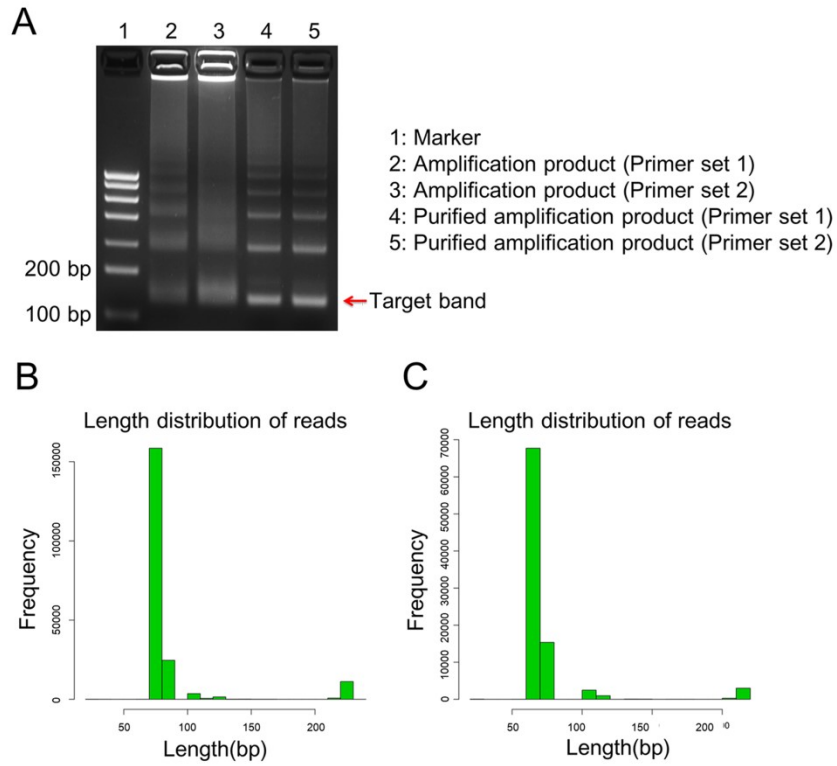 A
1 2 3 4 5
200 bp
100 bp
Target band
1: Marker
2: Amplification product (Primer set 1)
3: Amplification product (Primer set 2)
4: Purified amplification product (Primer set 1)
5: Purified amplification product (Primer set 2)
B
Length distribution of reads
Frequency
150000
100000
50000
0
50 100 150 200
Length(bp)
C
Length distribution of reads
Frequency
70000
60000
50000
40000
30000
20000
10000
0
50 100 150 200
Length(bp)